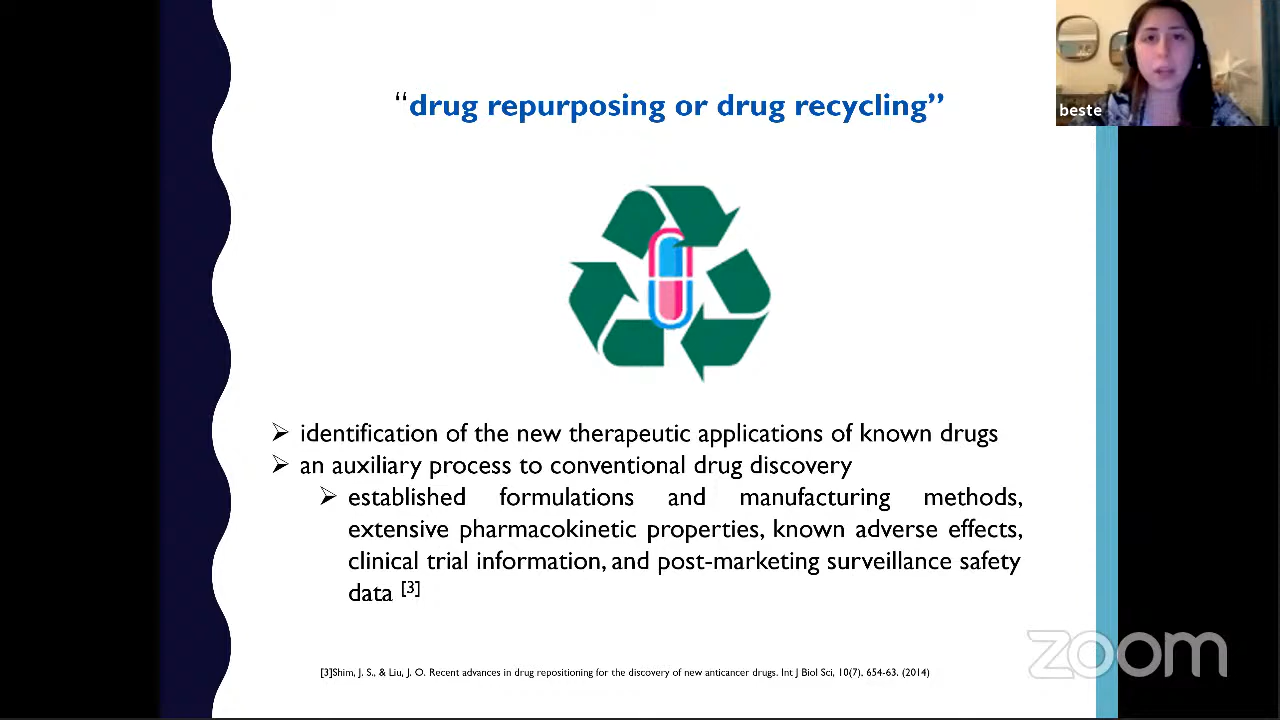 “drug repurposing or drug recycling”
beste
➢ identification of the new therapeutic applications of known drugs
➢ an auxiliary process to conventional drug discovery
➢ established formulations and manufacturing methods,
extensive pharmacokinetic properties, known adverse effects,
clinical trial information, and post-marketing surveillance safety
data [3]
zoom
[3]Shim, J. S., & Liu, J. O. Recent advances in drug repositioning for the discovery of new anticancer drugs. Int J Biol Sci, 10(7). 654-63. (2014)